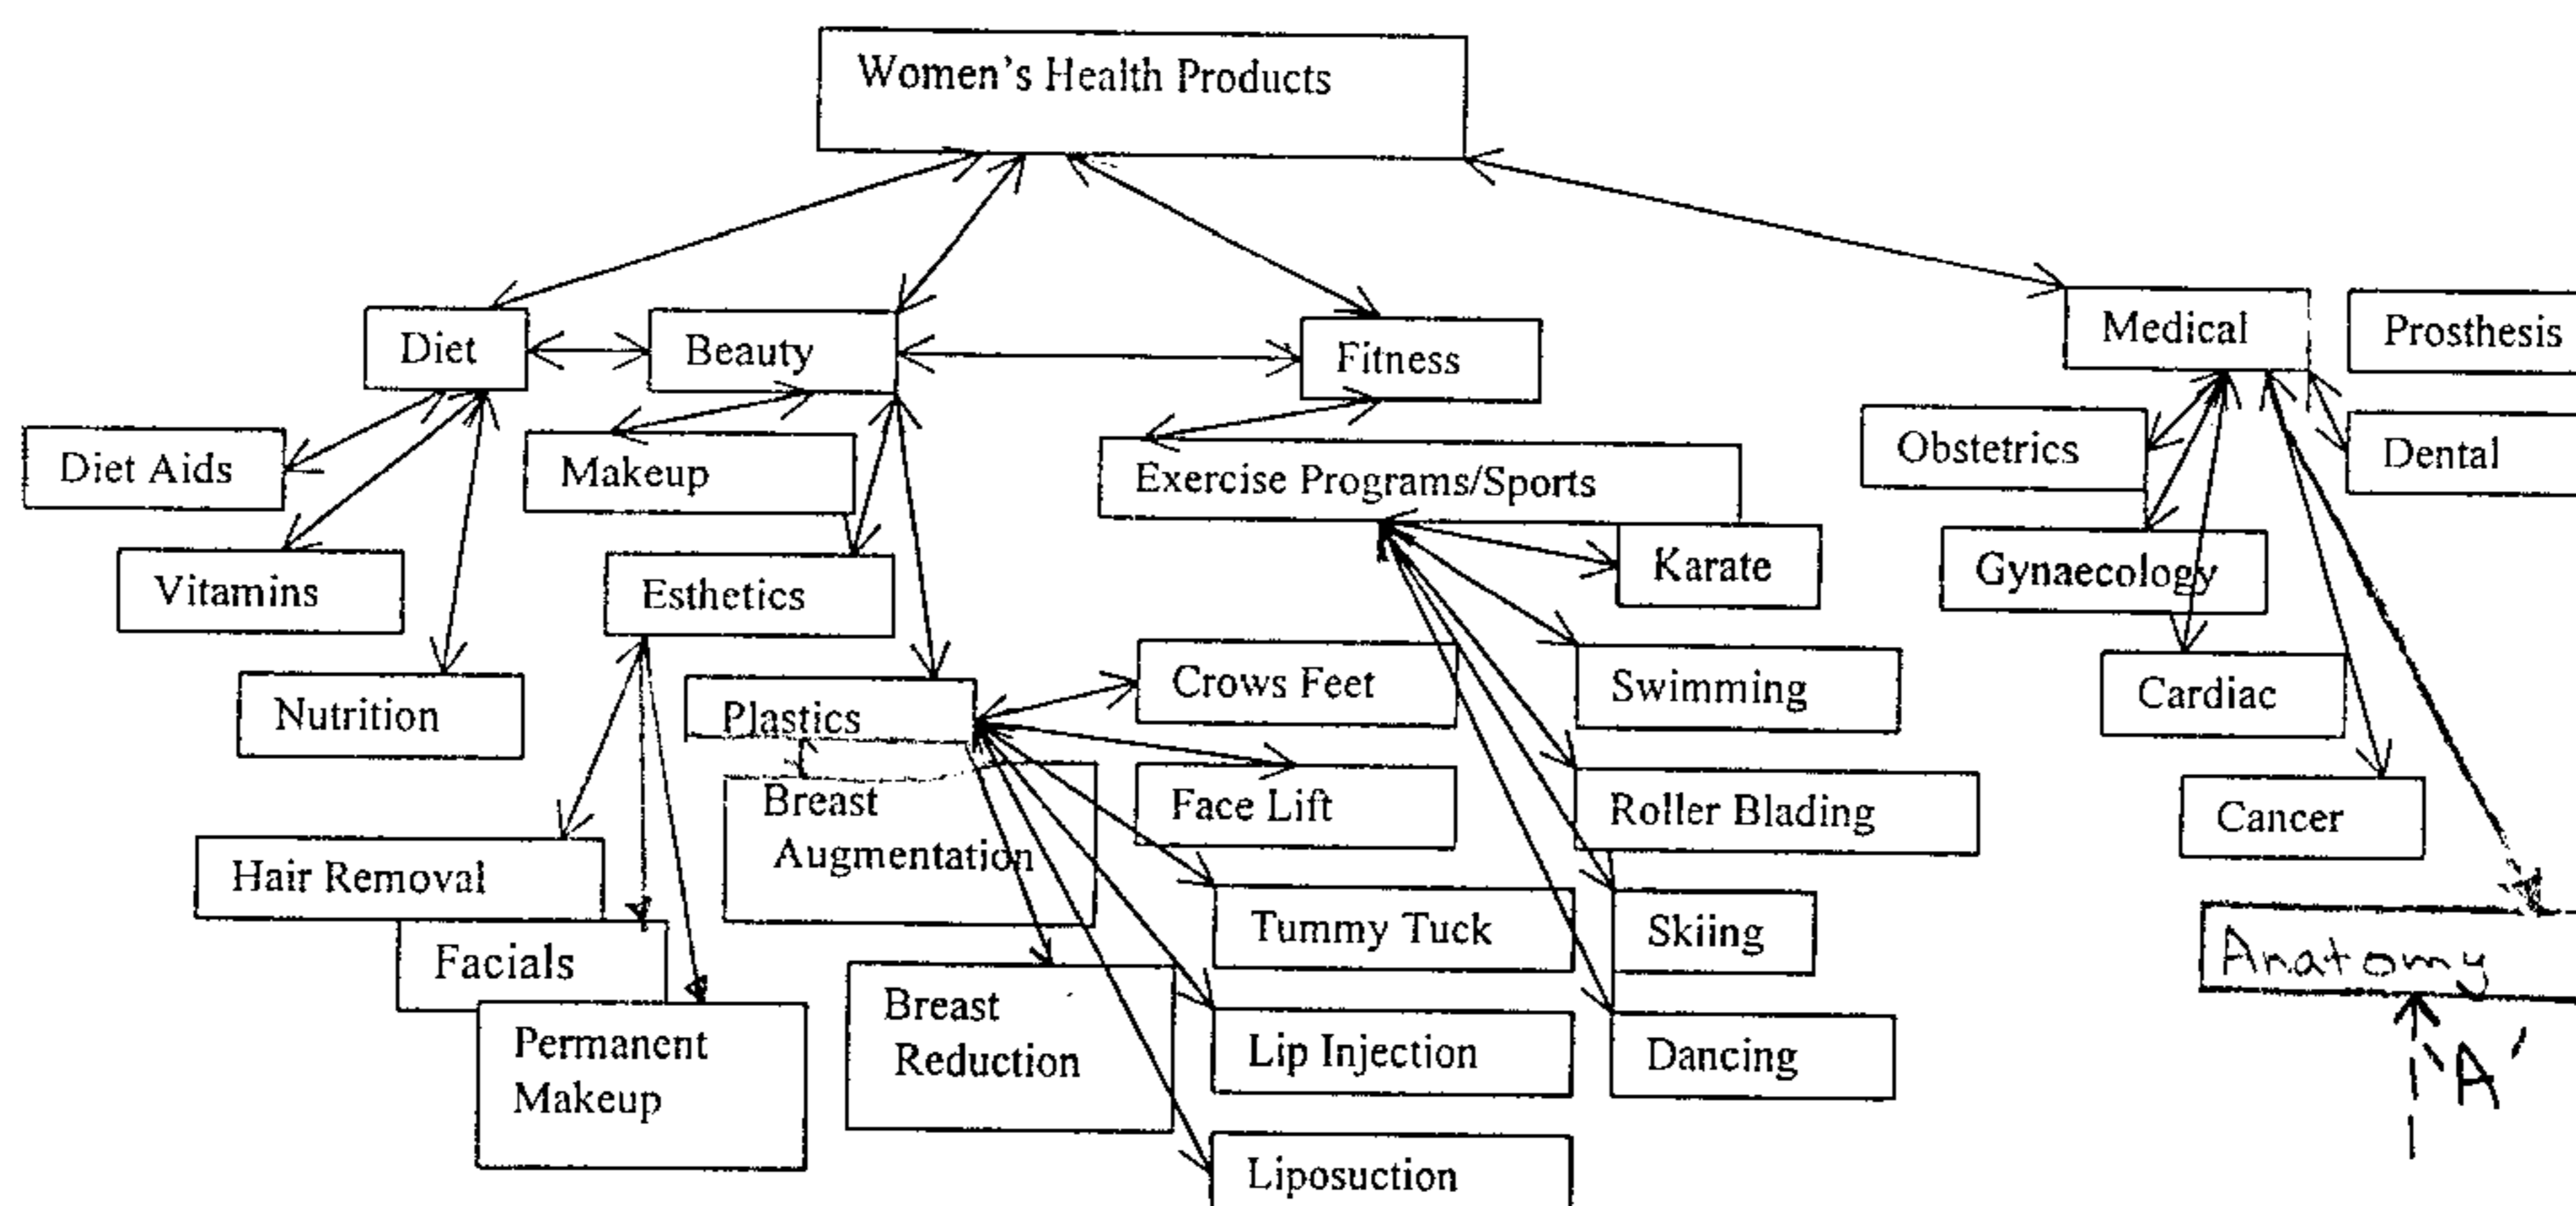 Women's Health Products
Diet
Beauty
Fitness
Medical
Prosthesis
Diet Aids
Makeup
Exercise Programs/Sports
Obstetrics
Dental
Vitamins
Esthetics
Karate
Gynaecology
Nutrition
Plastics
Crows Feet
Swimming
Cardiac
Breast
Augmentation
Face Lift
Roller Blading
Cancer
Hair Removal
Tummy Tuck
Skiing
Facials
Anatomy
Breast
Reduction
Lip Injection
Dancing
'A'
Permanent
Makeup
Liposuction